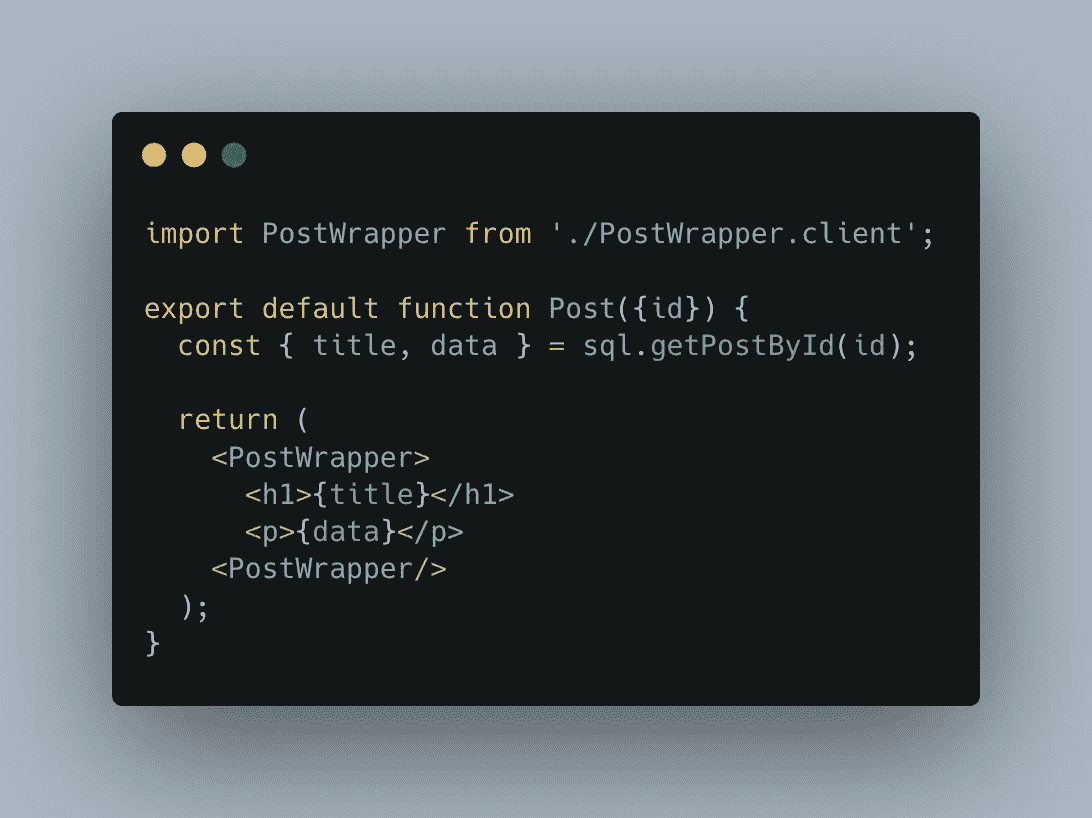 import PostWrapper from './PostWrapper.client';
export default function Post({id}) {
const { title, data } = sql.getPostById(id);
return (
<PostWrapper>
<h1>{title}</h1>
<p>{data}</p>
<PostWrapper/>
);
}